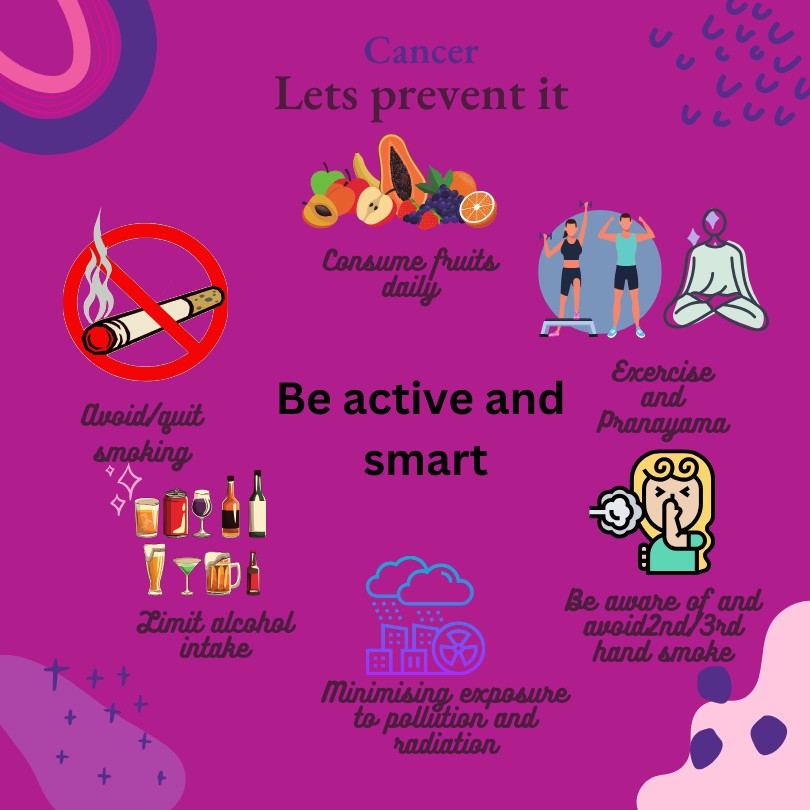 Cancer
Lets prevent it
Consume fruits
daily
Exercise
and
Pranayama
Avoid/quit
smoking
Be active and
smart
Limit alcohol
intake
Be aware of and
avoid2nd/3rd
hand smoke
Minimising exposure
to pollution and
radiation